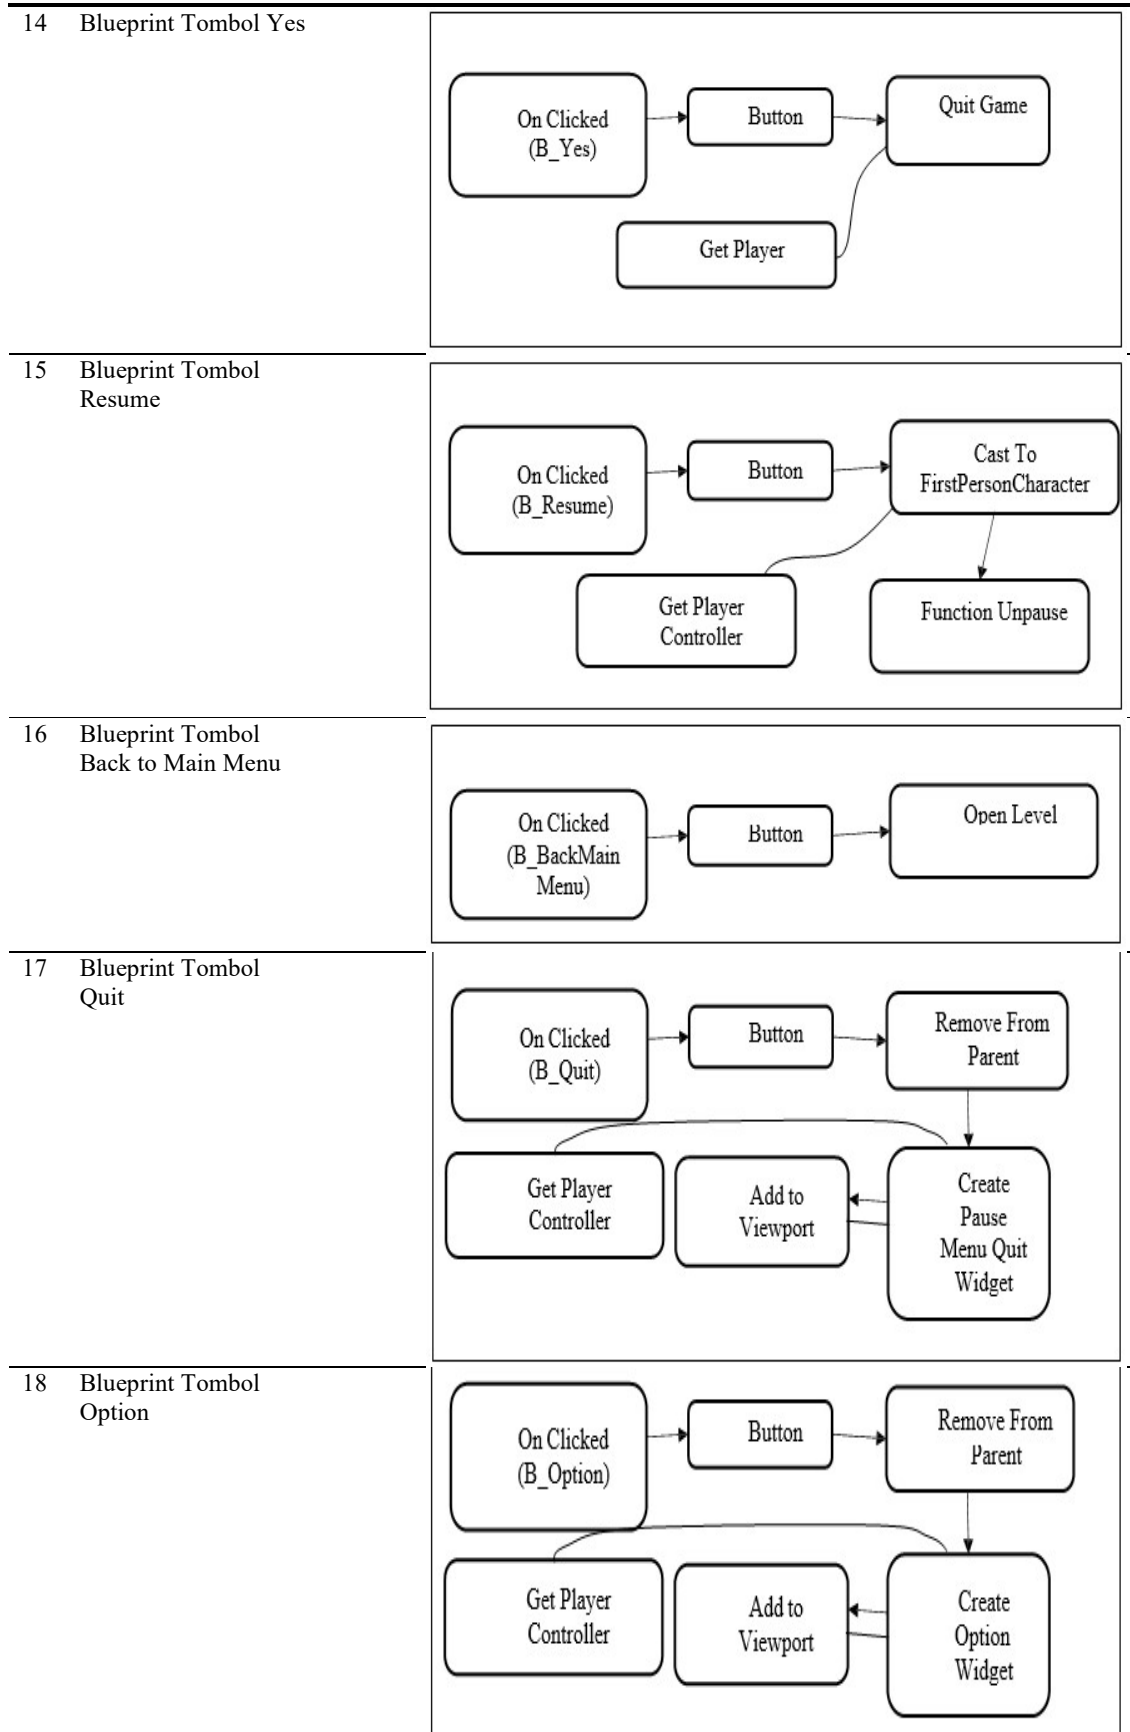 14 Blueprint Tombol Yes
On Clicked
(B_Yes)
Button
Quit Game
Get Player
15 Blueprint Tombol
Resume
On Clicked
(B_Resume)
Button
Cast To
FirstPersonCharacter
Get Player
Controller
Function Unpause
16 Blueprint Tombol
Back to Main Menu
On Clicked
(B_BackMain
Menu)
Button
Open Level
17 Blueprint Tombol
Quit
On Clicked
(B_Quit)
Button
Remove From
Parent
Get Player
Controller
Add to
Viewport
Create
Pause
Menu Quit
Widget
18 Blueprint Tombol
Option
On Clicked
(B_Option)
Button
Remove From
Parent
Get Player
Controller
Add to
Viewport
Create
Option
Widget